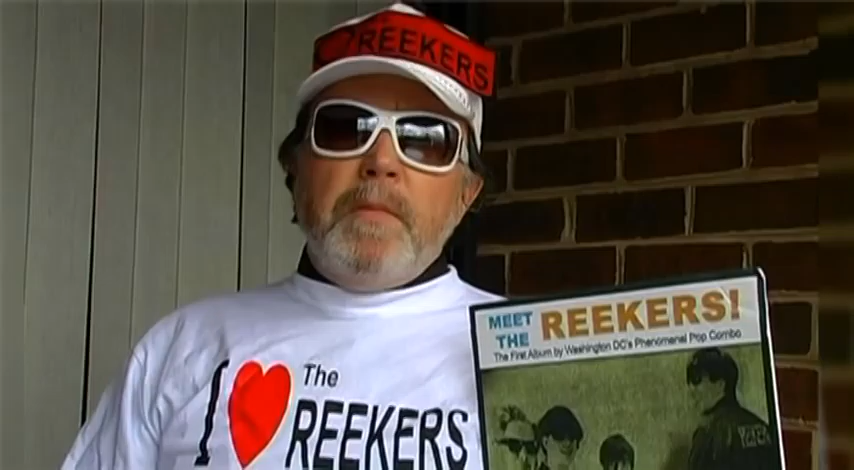 REEKERS
I
The
REEKERS
MEET
THE
REEKERS!
The First Album by Washington DC's Phenomenal Pop Combo